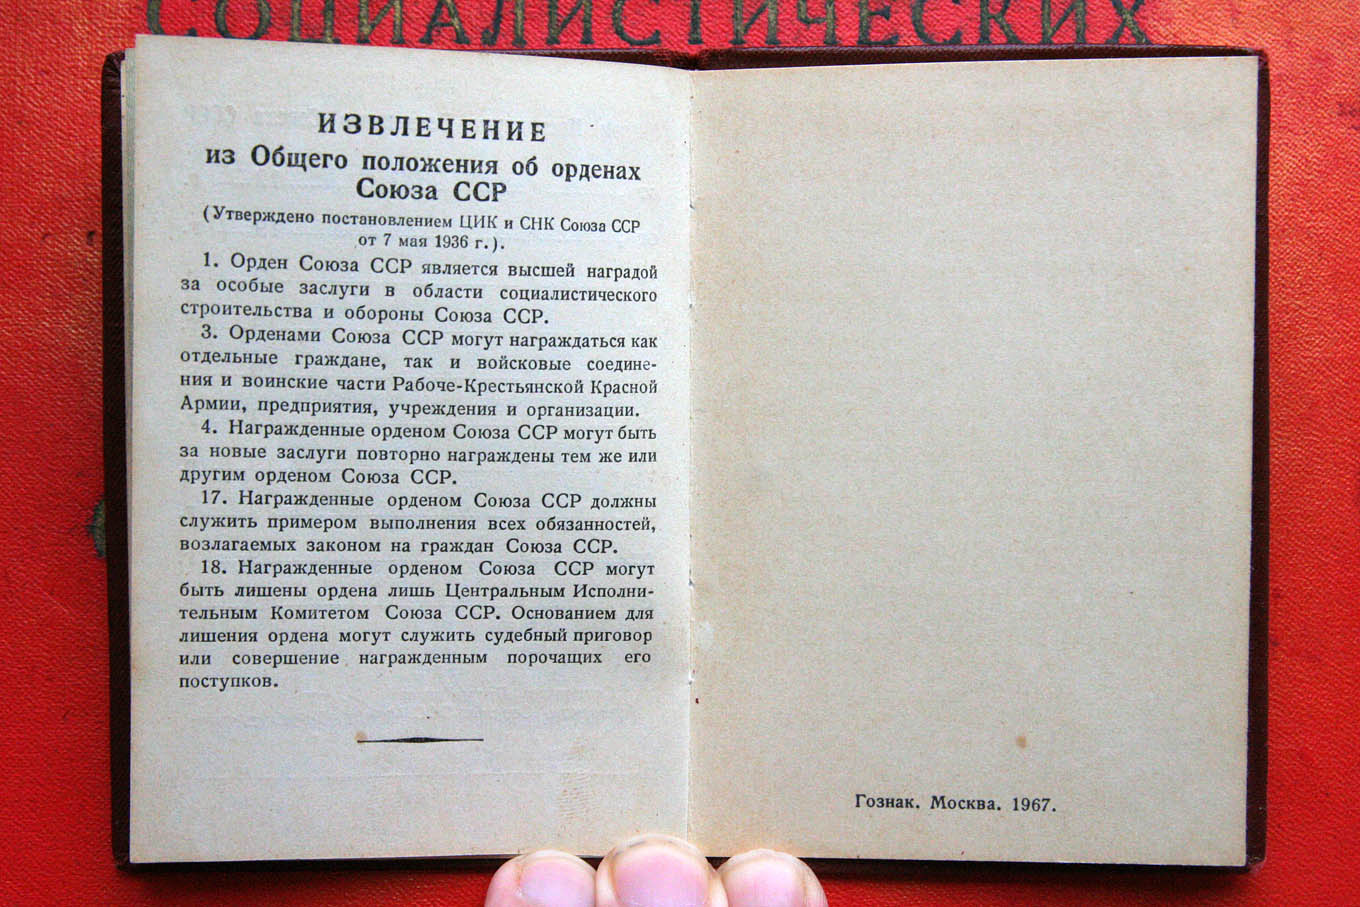 СОЦИАЛИСТИЧЕСКИХ
ИЗВЛЕЧЕНИЕ
из Общего положения об орденах
Союза ССР
(Утверждено постановлением ЦИК и СНК Союза ССР
от 7 мая 1936 г.).
1. Орден Союза ССР является высшей наградой
за особые заслуги в области социалистического
строительства и обороны Союза ССР.
3. Орденами Союза ССР могут награждаться как
отдельные граждане, так и войсковые соедине-
ния и воинские части Рабоче-Крестьянской Красной
Армии, предприятия, учреждения и организации.
4. Награжденные орденом Союза ССР могут быть
за новые заслуги повторно награждены тем же или
другим орденом Союза ССР.
17. Награжденные орденом Союза ССР должны
служить примером выполнения всех обязанностей,
возлагаемых законом на граждан Союза ССР.
18. Награжденные орденом Союза ССР могут
быть лишены ордена лишь Центральным Исполни-
тельным Комитетом Союза ССР. Основанием для
лишения ордена могут служить судебный приговор
или совершение награжденным порочащих его
поступков.
Гознак. Москва. 1967.